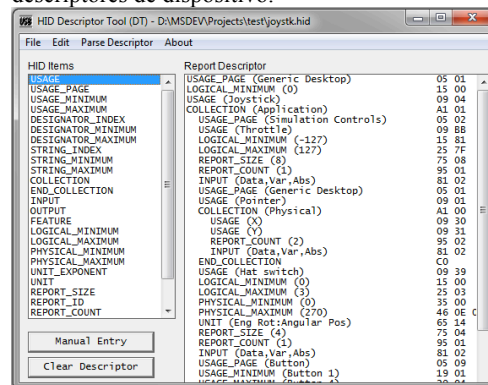 descriptores de dispositivo.
HID Descriptor Tool (DT) - D:\MSDEV\Projects\test\joystk.hid
File Edit Parse Descriptor About
HID Items
USAGE
USAGE_PAGE
USAGE_MINIMUM
USAGE_MAXIMUM
DESIGNATOR_INDEX
DESIGNATOR_MINIMUM
DESIGNATOR_MAXIMUM
STRING_INDEX
STRING_MINIMUM
STRING_MAXIMUM
COLLECTION
END_COLLECTION
INPUT
OUTPUT
FEATURE
LOGICAL_MINIMUM
LOGICAL_MAXIMUM
PHYSICAL_MINIMUM
PHYSICAL_MAXIMUM
UNIT_EXPONENT
UNIT
REPORT_SIZE
REPORT_ID
REPORT_COUNT
Manual Entry
Clear Descriptor
Report Descriptor
USAGE_PAGE (Generic Desktop) 05 01
LOGICAL_MINIMUM (0) 15 00
USAGE (Joystick) 09 04
COLLECTION (Application) A1 01
USAGE_PAGE (Simulation Controls) 05 02
USAGE (Throttle) 09 BB
LOGICAL_MINIMUM (-127) 15 81
LOGICAL_MAXIMUM (127) 25 7F
REPORT_SIZE (8) 75 08
REPORT_COUNT (1) 95 01
INPUT (Data,Var,Abs) 81 02
USAGE_PAGE (Generic Desktop) 05 01
USAGE (Pointer) 09 01
COLLECTION (Physical) A1 00
USAGE (X) 09 30
USAGE (Y) 09 31
REPORT_COUNT (2) 95 02
INPUT (Data,Var,Abs) 81 02
END_COLLECTION C0
USAGE (Hat switch) 09 39
LOGICAL_MINIMUM (0) 15 00
LOGICAL_MAXIMUM (3) 25 03
PHYSICAL_MINIMUM (0) 35 00
PHYSICAL_MAXIMUM (270) 46 0E
UNIT (Eng Rot:Angular Pos) 65 14
REPORT_SIZE (4) 75 04
REPORT_COUNT (1) 95 01
INPUT (Data,Var,Abs) 81 02
USAGE_PAGE (Button) 05 09
USAGE_MINIMUM (Button 1) 19 01